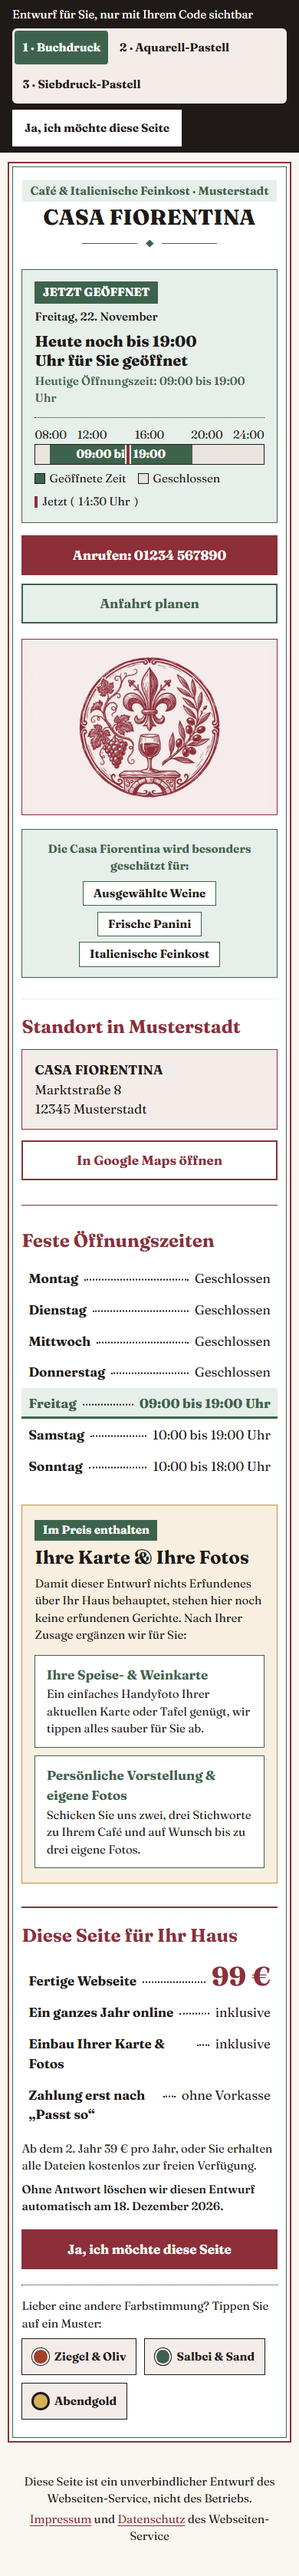 Entwurf für Sie, nur mit Ihrem Code sichtbar
1 · Buchdruck
2 · Aquarell-Pastell
3 · Siebdruck-Pastell
Ja, ich möchte diese Seite
Café & Italienische Feinkost · Musterstadt
CASA FIORENTINA
JETZT GEÖFFNET
Freitag, 22. November
Heute noch bis 19:00
Uhr für Sie geöffnet
Heutige Öffnungszeit: 09:00 bis 19:00
Uhr
08:00 12:00 16:00 20:00 24:00
09:00 bis 19:00
Geöffnete Zeit Geschlossen
Jetzt ( 14:30 Uhr )
Anrufen: 01234 567890
Anfahrt planen
Die Casa Fiorentina wird besonders
geschätzt für:
Ausgewählte Weine
Frische Panini
Italienische Feinkost
Standort in Musterstadt
CASA FIORENTINA
Marktstraße 8
12345 Musterstadt
In Google Maps öffnen
Feste Öffnungszeiten
Montag Geschlossen
Dienstag Geschlossen
Mittwoch Geschlossen
Donnerstag Geschlossen
Freitag 09:00 bis 19:00 Uhr
Samstag 10:00 bis 19:00 Uhr
Sonntag 10:00 bis 18:00 Uhr
Im Preis enthalten
Ihre Karte & Ihre Fotos
Damit dieser Entwurf nichts Erfundenes
über Ihr Haus behauptet, stehen hier noch
keine erfundenen Gerichte. Nach Ihrer
Zusage ergänzen wir für Sie:
Ihre Speise- & Weinkarte
Ein einfaches Handyfoto Ihrer
aktuellen Karte oder Tafel genügt, wir
tippen alles sauber für Sie ab.
Persönliche Vorstellung &
eigene Fotos
Schicken Sie uns zwei, drei Stichworte
zu Ihrem Café und auf Wunsch bis zu
drei eigene Fotos.
Diese Seite für Ihr Haus
Fertige Webseite 99 €
Ein ganzes Jahr online inklusive
Einbau Ihrer Karte & inklusive
Fotos
Zahlung erst nach ohne Vorkasse
„Passt so“
Ab dem 2. Jahr 39 € pro Jahr, oder Sie erhalten
alle Dateien kostenlos zur freien Verfügung.
Ohne Antwort löschen wir diesen Entwurf
automatisch am 18. Dezember 2026.
Ja, ich möchte diese Seite
Lieber eine andere Farbstimmung? Tippen Sie
auf ein Muster:
Ziegel & Oliv
Salbei & Sand
Abendgold
Diese Seite ist ein unverbindlicher Entwurf des
Webseiten-Service, nicht des Betriebs.
Impressum und Datenschutz des Webseiten-
Service